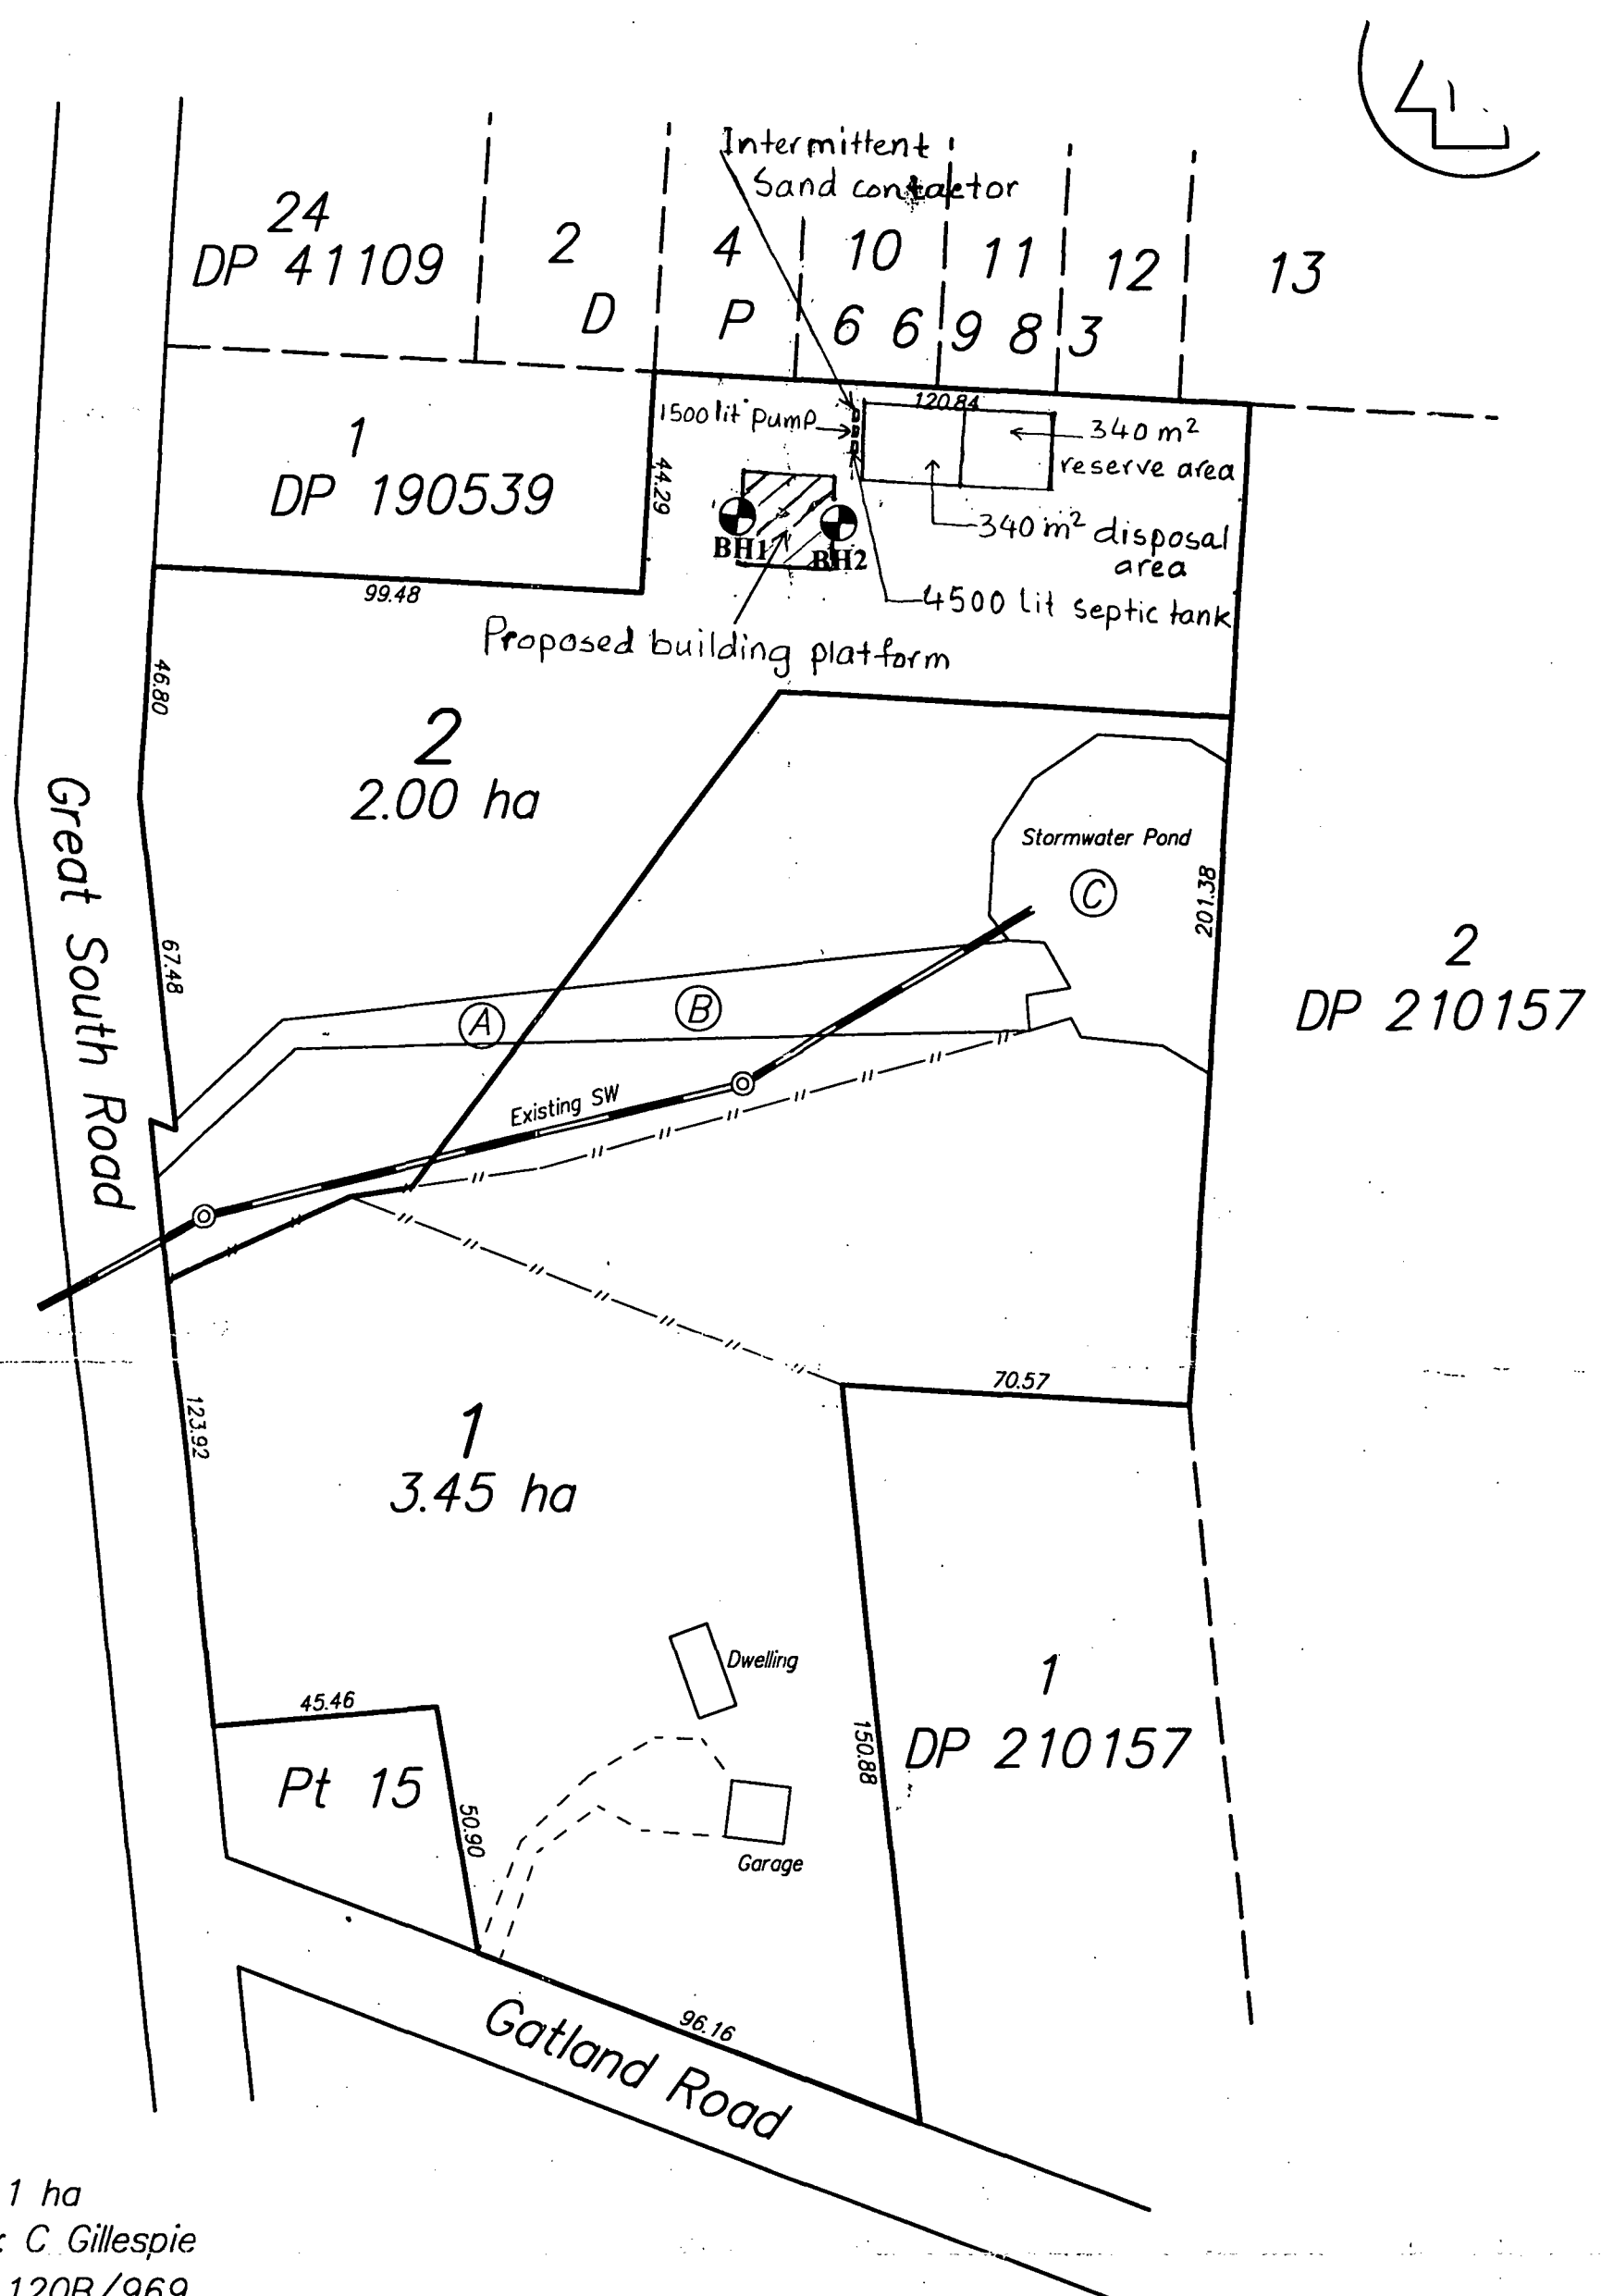 Intermittent
Sand contactor
24
DP 41109
2
4
10
11
12
13
D P 6 6 9 8 3
120.84
1500 lit pump
340 m²
reserve area
1
DP 190539
44.29
BH1
BH2
340 m² disposal
area
4500 lit septic tank
99.48
Proposed building platform
46.80
2
2.00 ha
Great South Road
Stormwater Pond
C
201.38
67.48
2
DP 210157
A
B
Existing SW
123.92
70.57
1
3.45 ha
Dwelling
45.46
Pt 15
50.90
150.88
1
DP 210157
Garage
96.16
Gatland Road
1 ha
: C Gillespie
120B/969